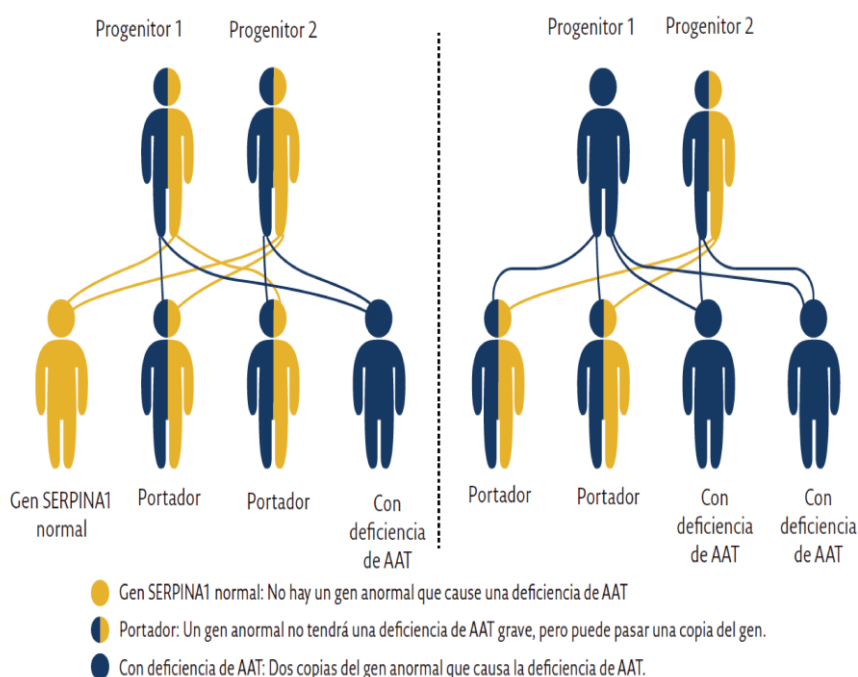 Progenitor 1
Progenitor 2
Progenitor 1
Progenitor 2
Gen SERPINA1
normal
Portador
Portador
Con
deficiencia
de AAT
Portador
Portador
Con
deficiencia
de AAT
Con
deficiencia
de AAT
Gen SERPINA1 normal: No hay un gen anormal que cause una deficiencia de AAT
Portador: Un gen anormal no tendrá una deficiencia de AAT grave, pero puede pasar una copia del gen.
Con deficiencia de AAT: Dos copias del gen anormal que causa la deficiencia de AAT.